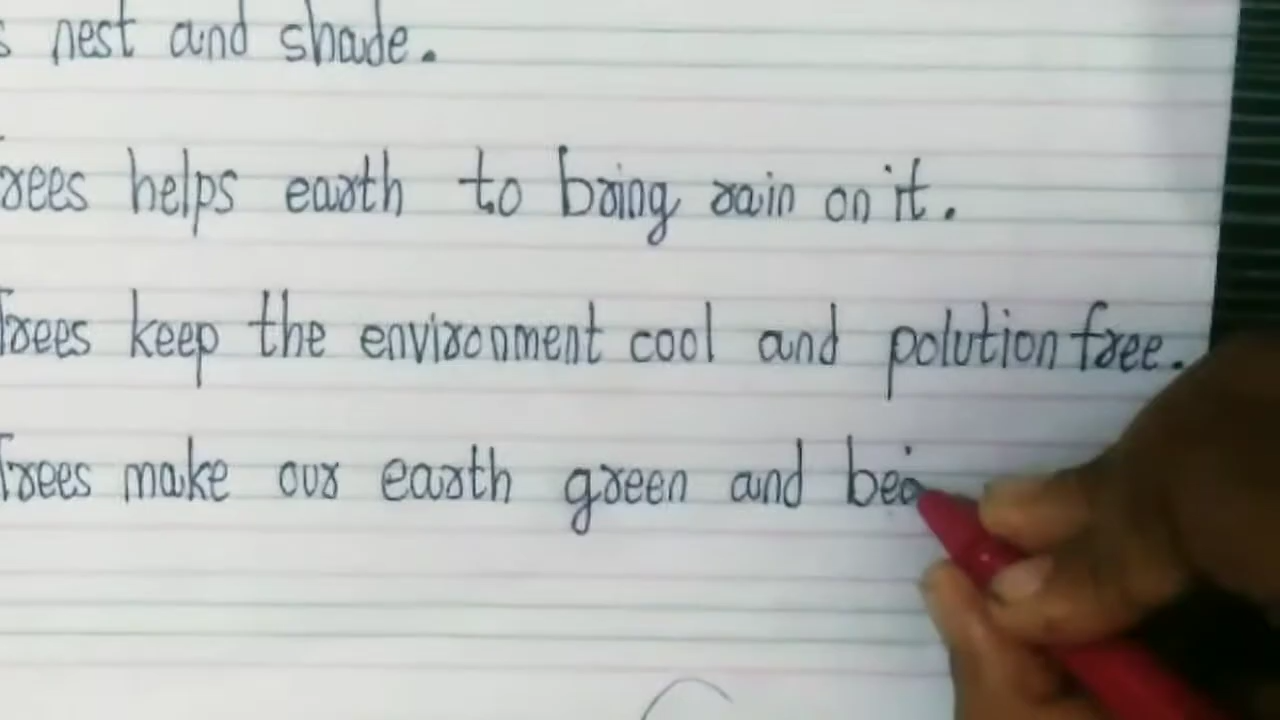 s nest and shade.
rees helps earth to bring rain on it.
Trees keep the environment cool and polution free.
Trees make our earth green and